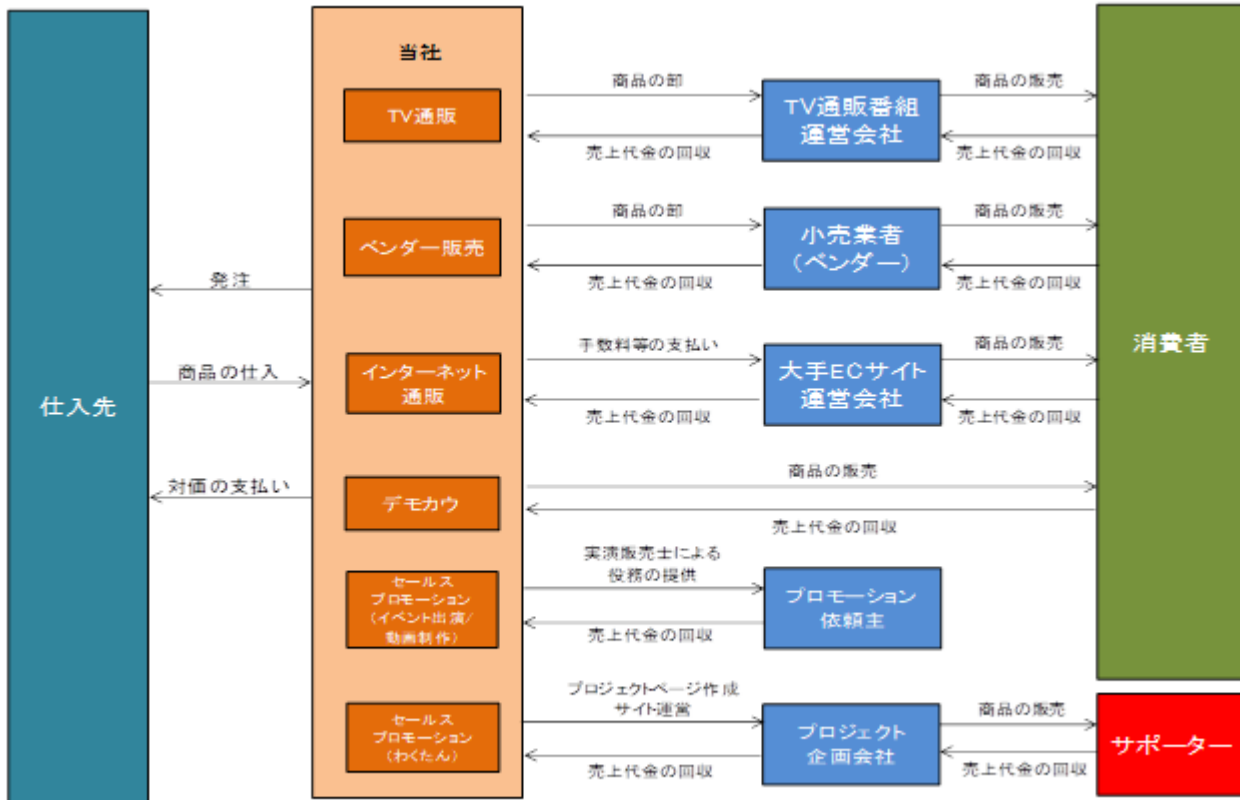 当社
TV通販
商品の卸
売上代金の回収
TV通販番組
運営会社
商品の販売
売上代金の回収
ベンダー販売
商品の卸
売上代金の回収
小売業者
（ベンダー）
商品の販売
売上代金の回収
仕入先
発注
商品の仕入
対価の支払い
インターネット
通販
手数料等の支払い
売上代金の回収
大手ECサイト
運営会社
商品の販売
売上代金の回収
消費者
デモカウ
商品の販売
売上代金の回収
セールス
プロモーション
（イベント出演/
動画制作）
実演販売士による
役務の提供
売上代金の回収
プロモーション
依頼主
セールス
プロモーション
（わくたん）
プロジェクトページ作成
サイト運営
売上代金の回収
プロジェクト
企画会社
商品の販売
売上代金の回収
サポーター